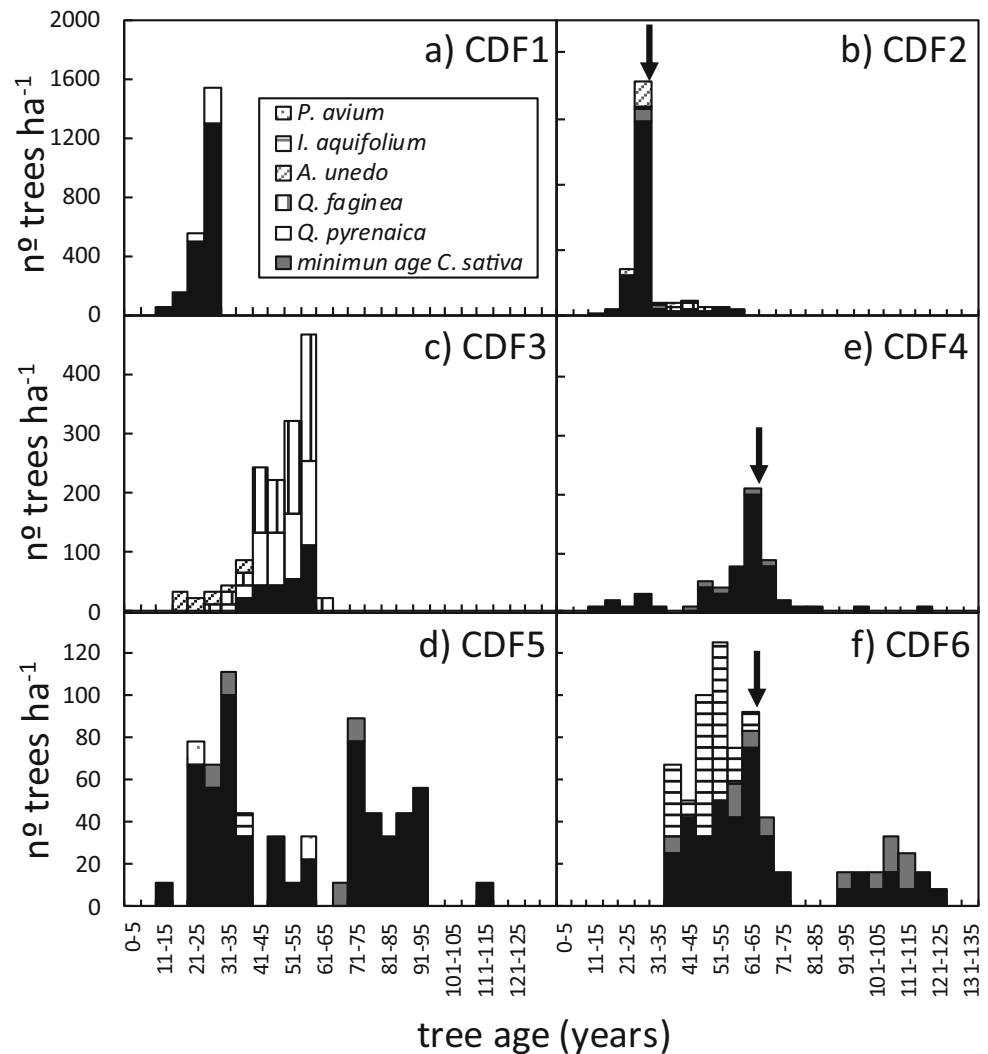 2000
1600
1200
800
400
0
nº trees ha-1
a) CDF1
P. avium
I. aquifolium
A. unedo
Q. faginea
Q. pyrenaica
minimun age C. sativa
b) CDF2
400
300
200
100
0
nº trees ha-1
c) CDF3
e) CDF4
120
100
80
60
40
20
0
nº trees ha-1
d) CDF5
f) CDF6
0-5
11-15
21-25
31-35
41-45
51-55
61-65
71-75
81-85
91-95
101-105
111-115
121-125
0-5
11-15
21-25
31-35
41-45
51-55
61-65
71-75
81-85
91-95
101-105
111-115
121-125
131-135
tree age (years)